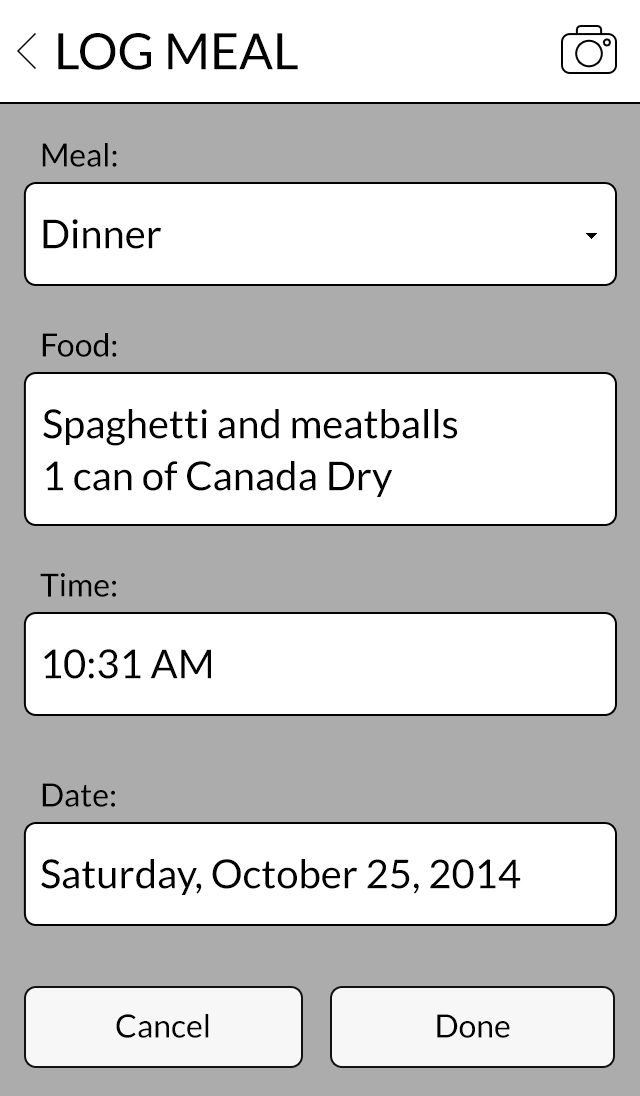 LOG MEAL
Meal:
Dinner
Food:
Spaghetti and meatballs
1 can of Canada Dry
Time:
10:31 AM
Date:
Saturday, October 25, 2014
Cancel Done